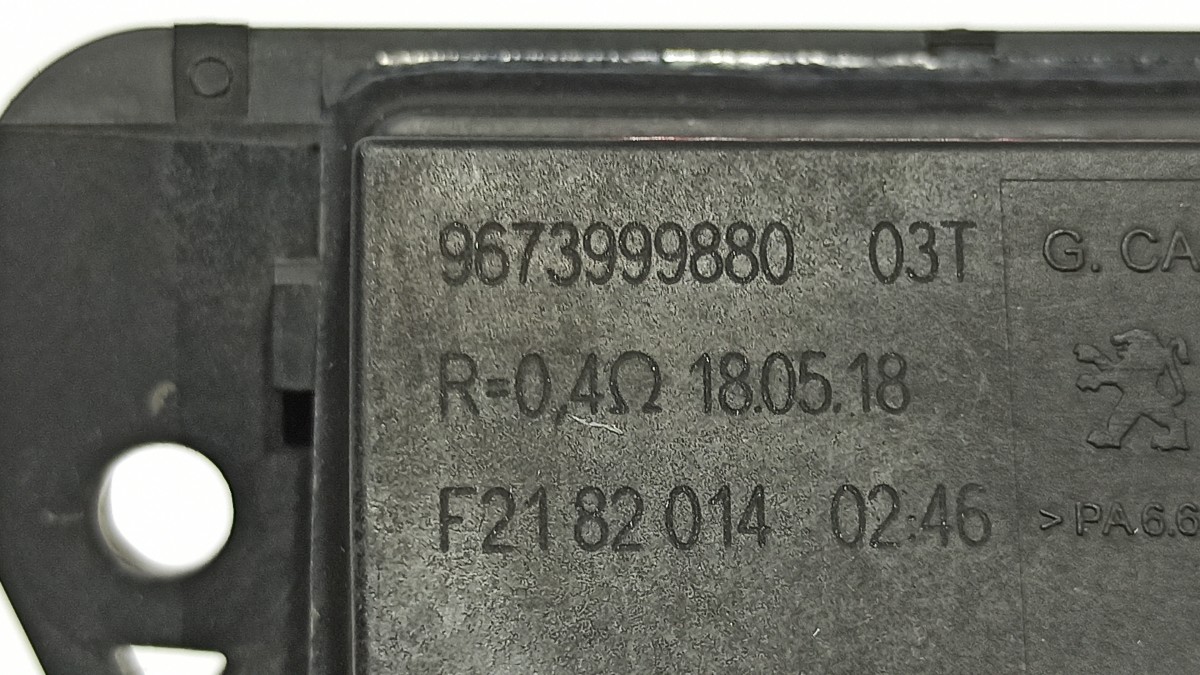 9673999880 03T
G. CA
R=0,4Ω 18.05.18
F21 82 014 02:46
>PA6.6